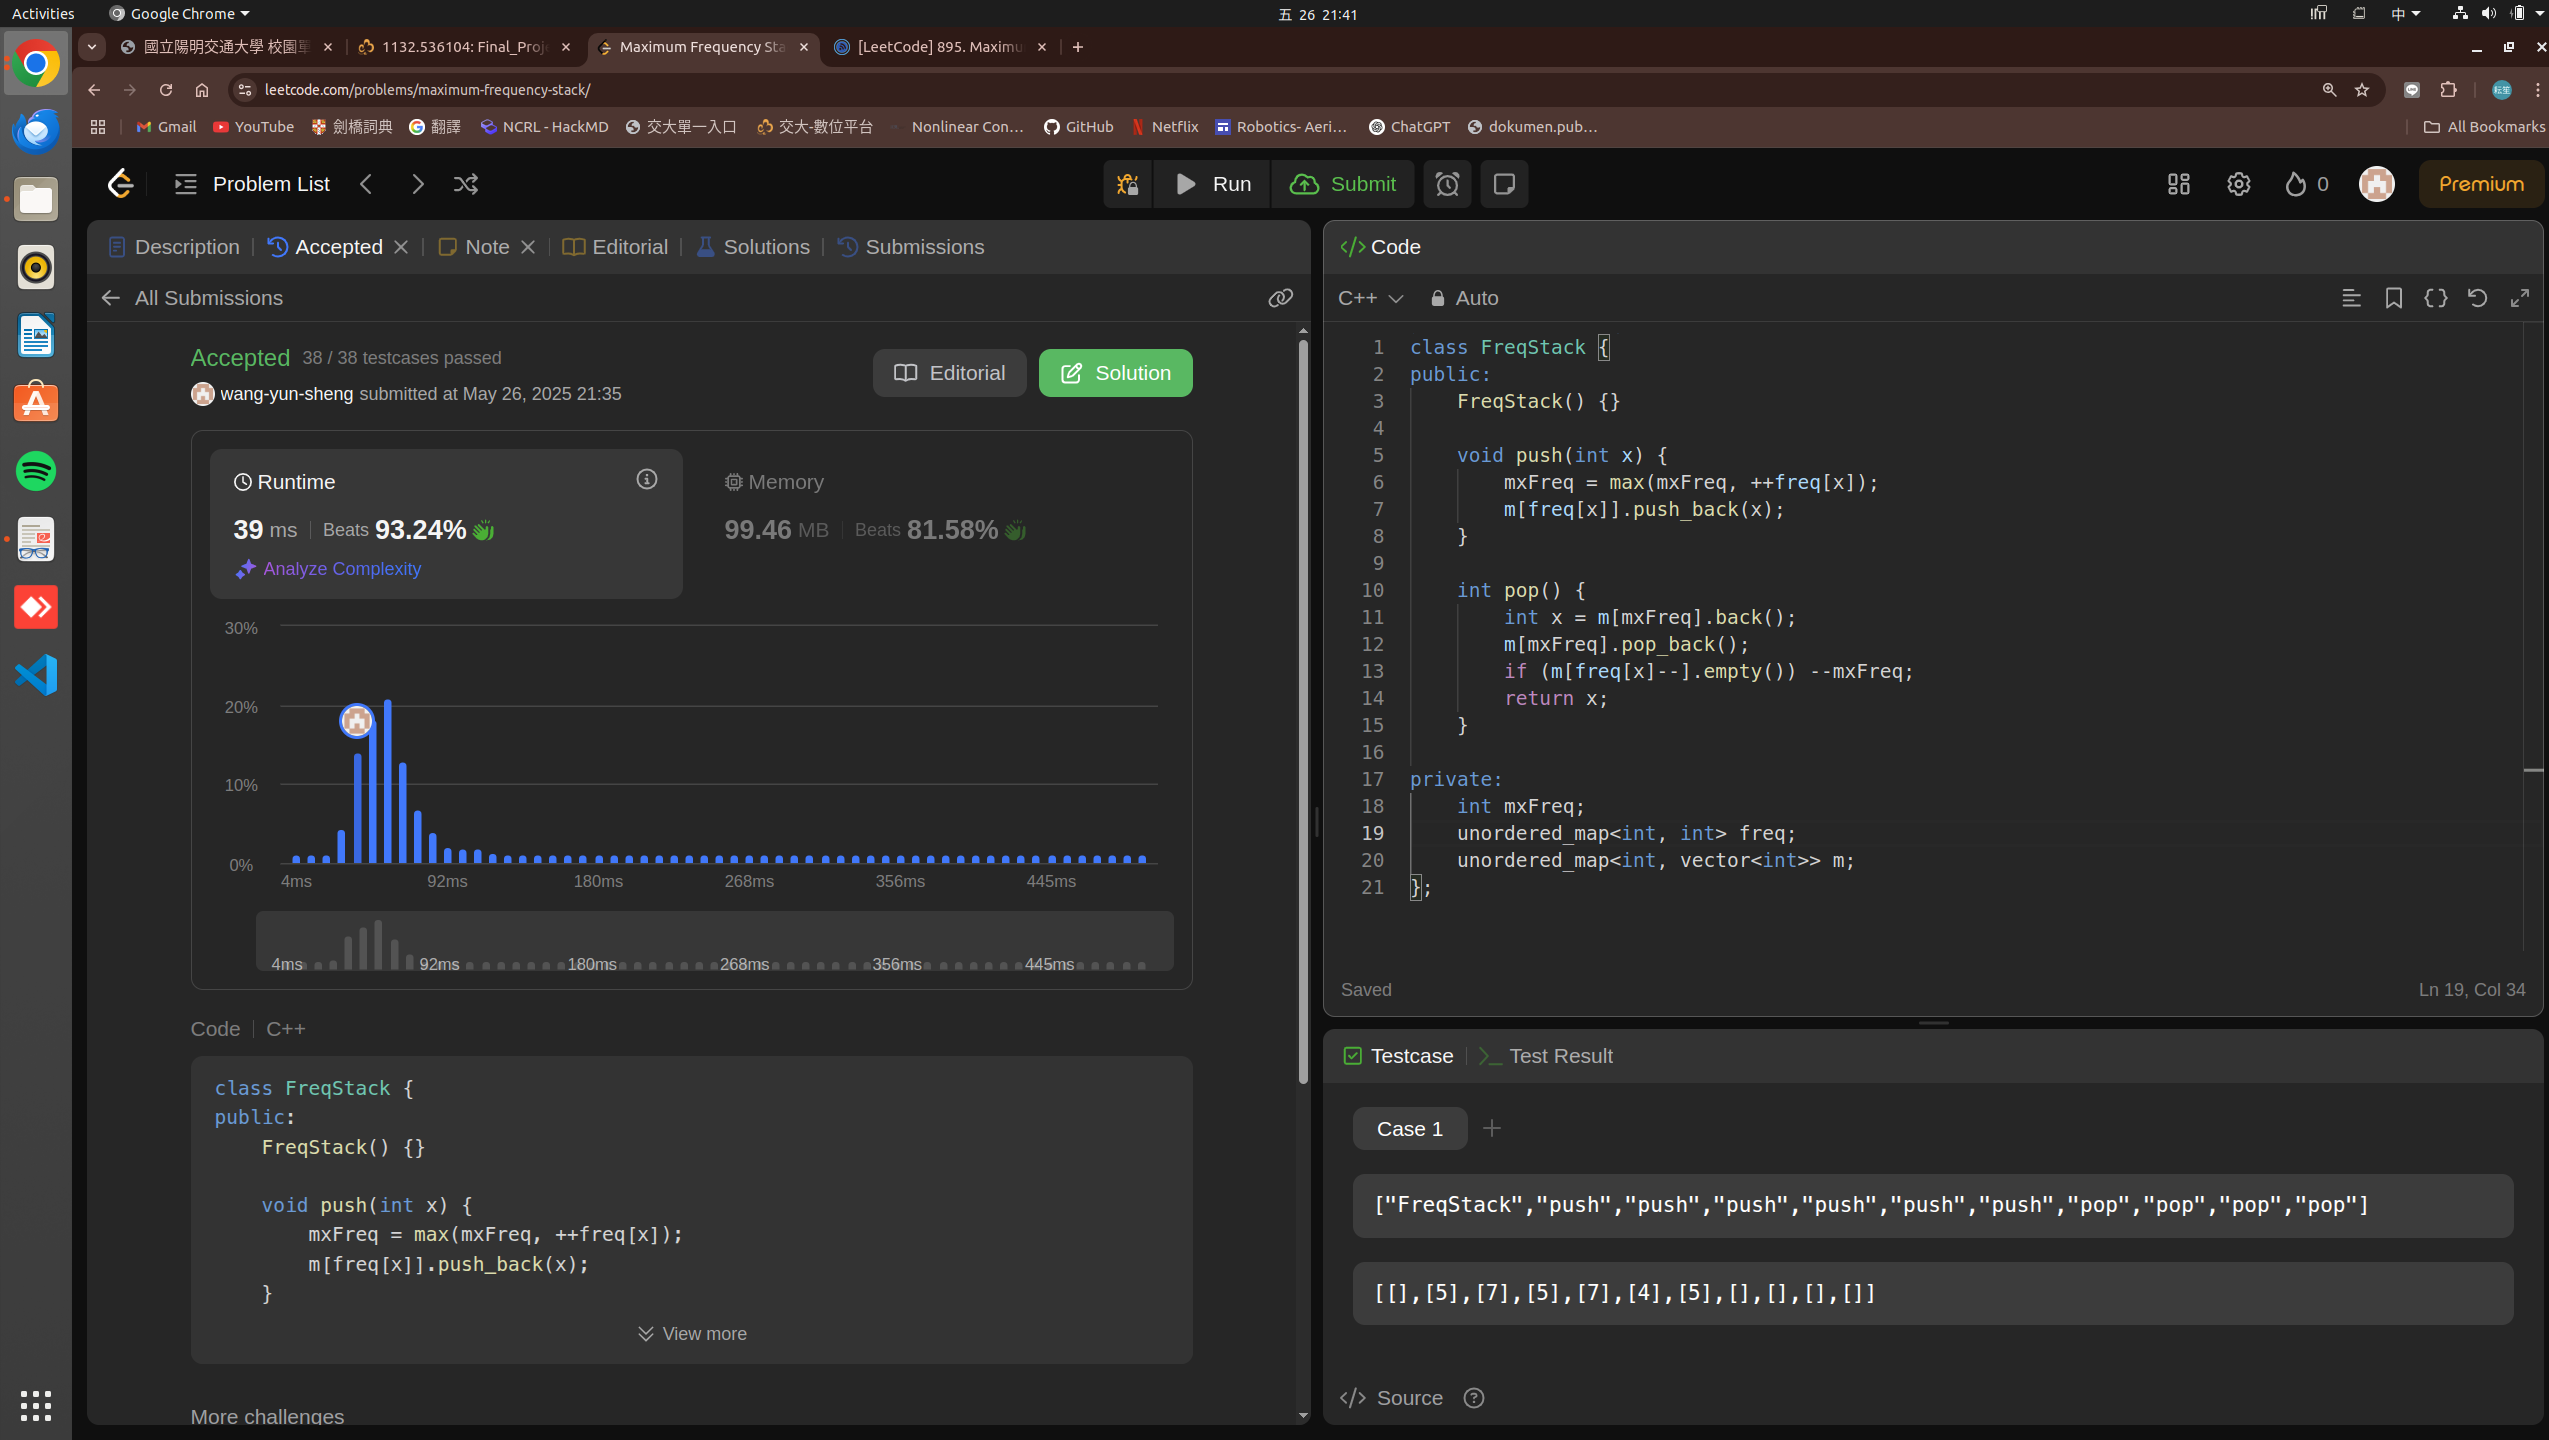 Activities Google Chrome 五 26 21:41 中
國立陽明交通大學 校園單 1132.536104: Final_Proje Maximum Frequency Sta [LeetCode] 895. Maximu
leetcode.com/problems/maximum-frequency-stack/
Gmail YouTube 劍橋詞典 翻譯 NCRL - HackMD 交大單一入口 交大-數位平台 Nonlinear Con... GitHub Netflix Robotics- Aeri... ChatGPT dokumen.pub... All Bookmarks
Problem List Run Submit 0 Premium
Description Accepted Note Editorial Solutions Submissions
All Submissions
Accepted 38 / 38 testcases passed
wang-yun-sheng submitted at May 26, 2025 21:35
Editorial Solution
Runtime
39 ms Beats 93.24%
Analyze Complexity
Memory
99.46 MB Beats 81.58%
30%
20%
10%
0%
4ms 92ms 180ms 268ms 356ms 445ms
4ms 92ms 180ms 268ms 356ms 445ms
Code C++
class FreqStack {
public:
    FreqStack() {}
    void push(int x) {
        mxFreq = max(mxFreq, ++freq[x]);
        m[freq[x]].push_back(x);
    }
View more
More challenges
</> Code
C++ Auto
1 class FreqStack {
2 public:
3     FreqStack() {}
4
5     void push(int x) {
6         mxFreq = max(mxFreq, ++freq[x]);
7         m[freq[x]].push_back(x);
8     }
9
10     int pop() {
11         int x = m[mxFreq].back();
12         m[mxFreq].pop_back();
13         if (m[freq[x]--].empty()) --mxFreq;
14         return x;
15     }
16
17 private:
18     int mxFreq;
19     unordered_map<int, int> freq;
20     unordered_map<int, vector<int>> m;
21 };
Saved Ln 19, Col 34
Testcase Test Result
Case 1
["FreqStack","push","push","push","push","push","push","pop","pop","pop","pop"]
[[],[5],[7],[5],[7],[4],[5],[],[],[],[]]
</> Source